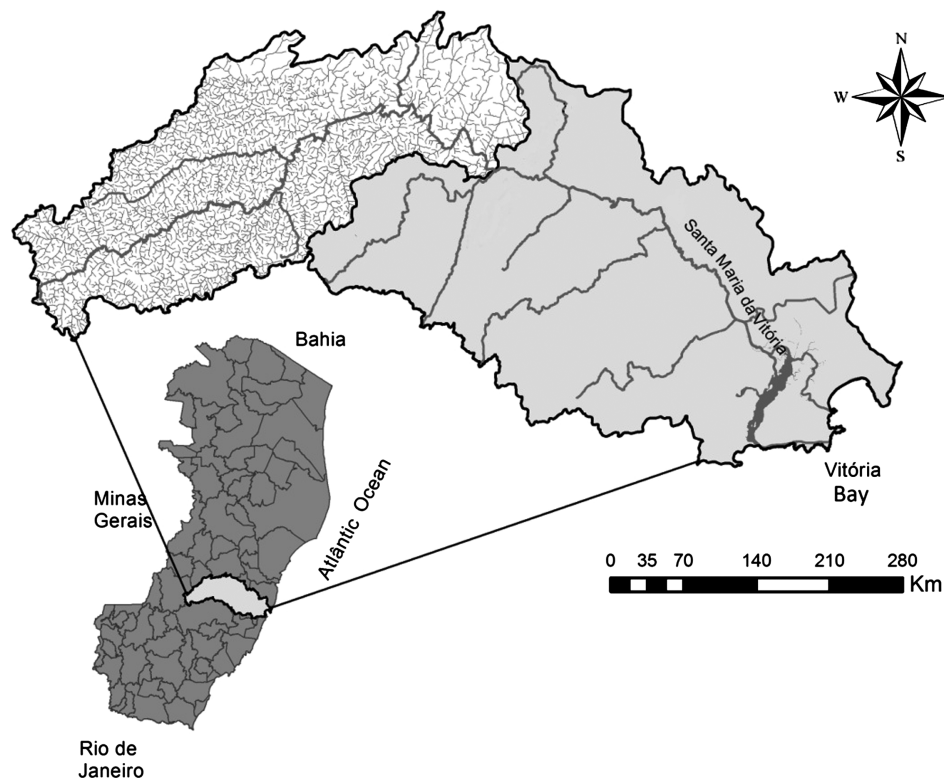 N
W
S
Santa Maria da Vitória
Bahia
Vitória
Bay
Minas
Gerais
Atlântic Ocean
0 35 70 140 210 280
Km
Rio de
Janeiro